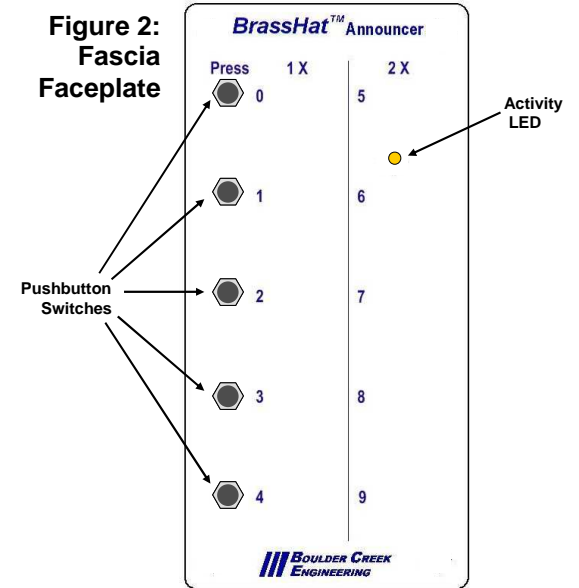 Figure 2:
Fascia
Faceplate
BrassHat™ Announcer
Press 1 X 2 X
0 5
Activity
LED
1 6
Pushbutton
Switches
2 7
3 8
4 9
BOULDER CREEK
ENGINEERING